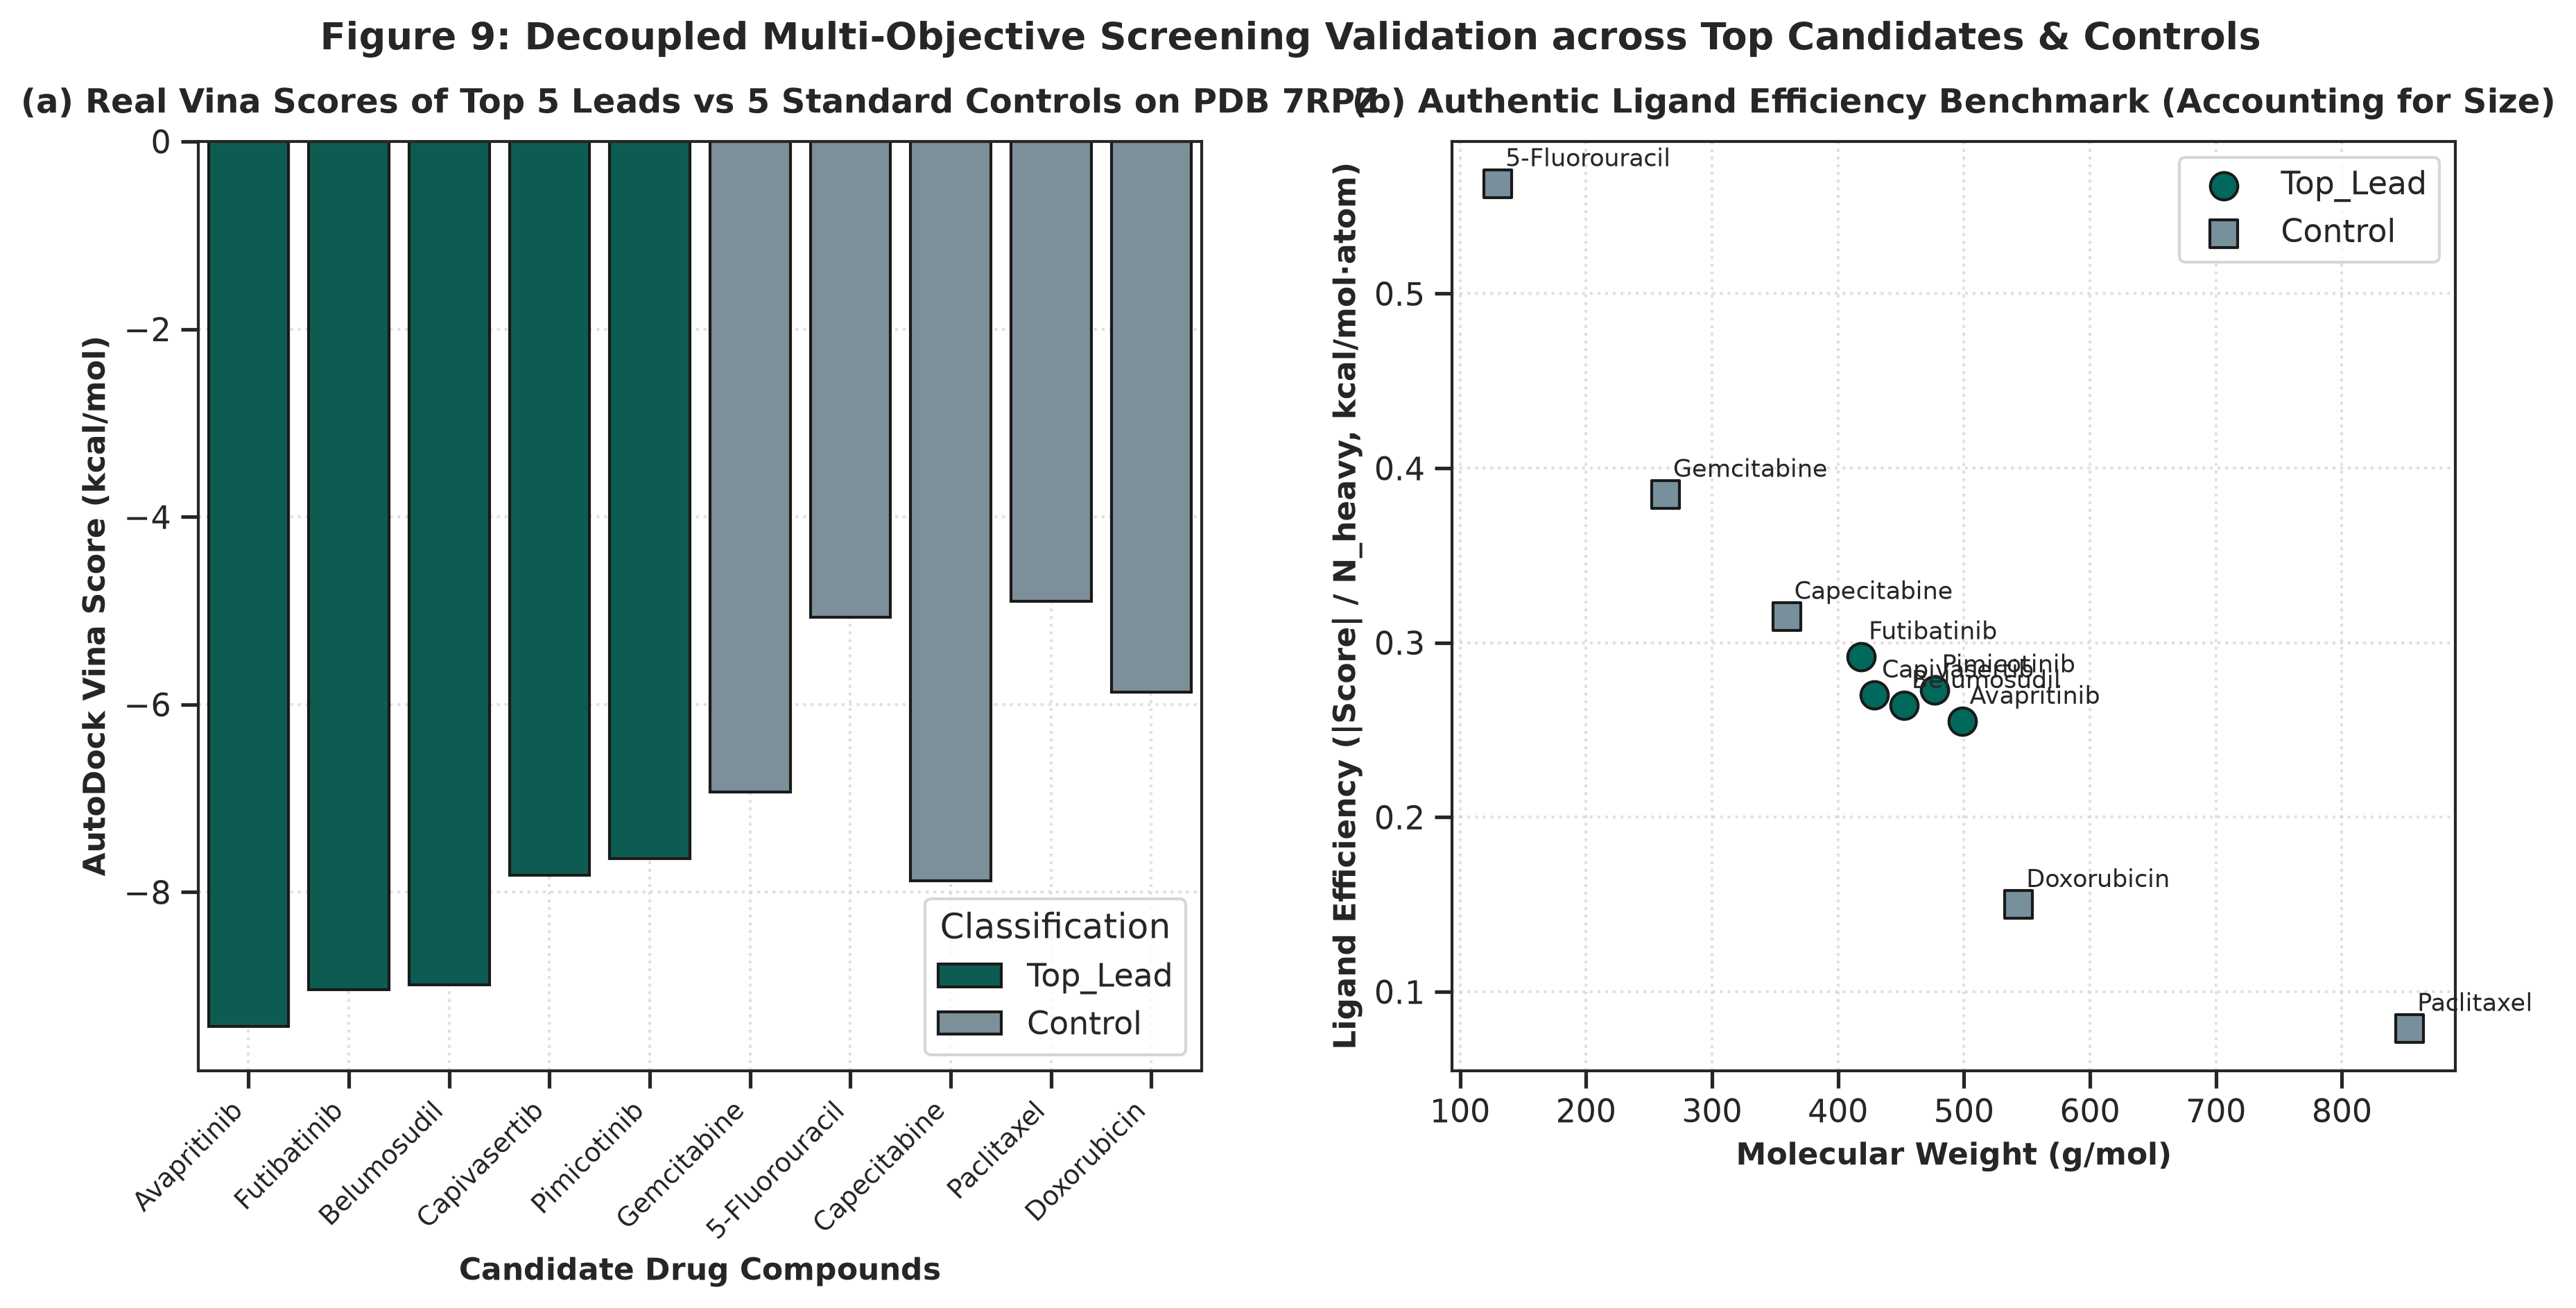 Figure 9: Decoupled Multi-Objective Screening Validation across Top Candidates & Controls
(a) Real Vina Scores of Top 5 Leads vs 5 Standard Controls on PDB
(b) Authentic Ligand Efficiency Benchmark (Accounting for Size)
AutoDock Vina Score (kcal/mol)
0
−2
−4
−6
−8
Classification
Top_Lead
Control
Avapritinib
Futibatinib
Belumosudil
Capivasertib
Pimicotinib
Gemcitabine
5-Fluorouracil
Capecitabine
Paclitaxel
Doxorubicin
Candidate Drug Compounds
Ligand Efficiency (|Score| / N_heavy, kcal/mol·atom)
0.5
0.4
0.3
0.2
0.1
Top_Lead
Control
5-Fluorouracil
Gemcitabine
Capecitabine
Futibatinib
Pimicotinib
Capivasertib
Belumosudil
Avapritinib
Doxorubicin
Paclitaxel
100 200 300 400 500 600 700 800
Molecular Weight (g/mol)